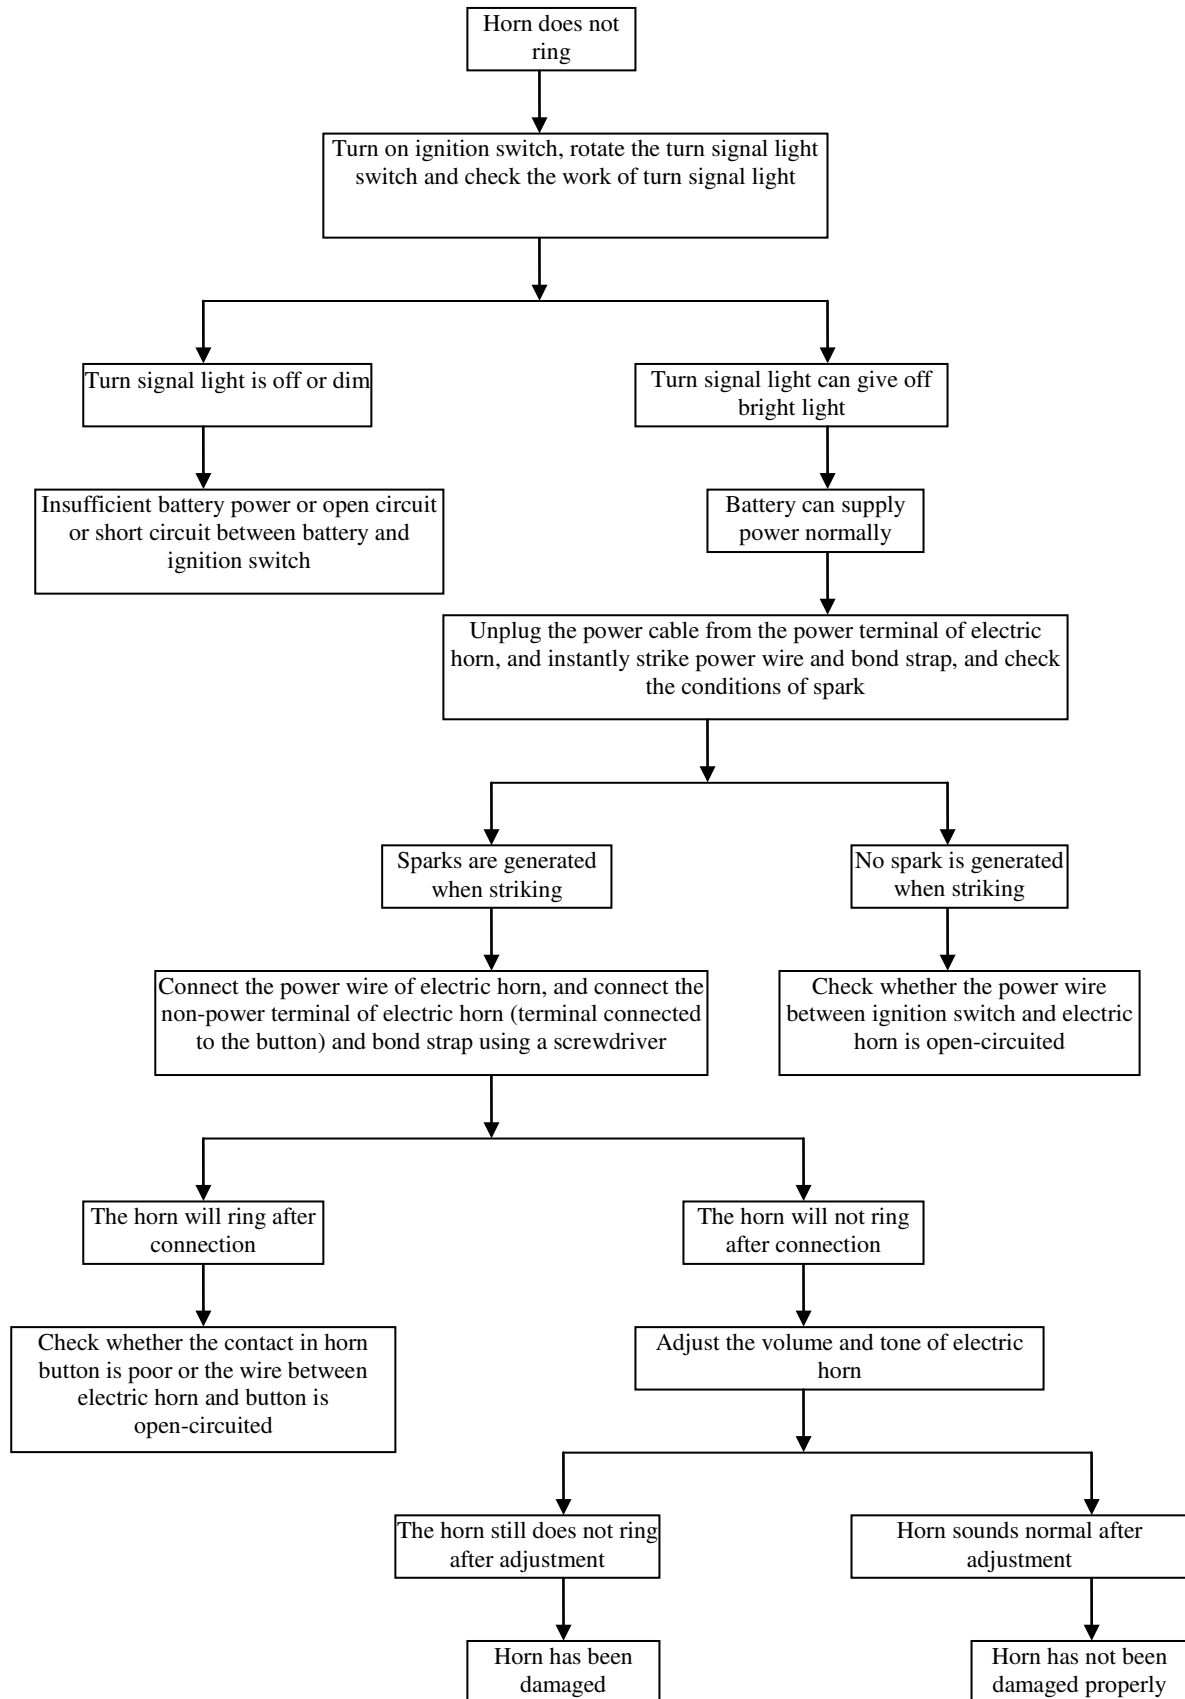 Horn does not
ring
Turn on ignition switch, rotate the turn signal light
switch and check the work of turn signal light
Turn signal light is off or dim
Turn signal light can give off
bright light
Insufficient battery power or open circuit
or short circuit between battery and
ignition switch
Battery can supply
power normally
Unplug the power cable from the power terminal of electric
horn, and instantly strike power wire and bond strap, and check
the conditions of spark
Sparks are generated
when striking
No spark is generated
when striking
Connect the power wire of electric horn, and connect the
non-power terminal of electric horn (terminal connected
to the button) and bond strap using a screwdriver
Check whether the power wire
between ignition switch and electric
horn is open-circuited
The horn will ring after
connection
The horn will not ring
after connection
Check whether the contact in horn
button is poor or the wire between
electric horn and button is
open-circuited
Adjust the volume and tone of electric
horn
The horn still does not ring
after adjustment
Horn sounds normal after
adjustment
Horn has been
damaged
Horn has not been
damaged properly